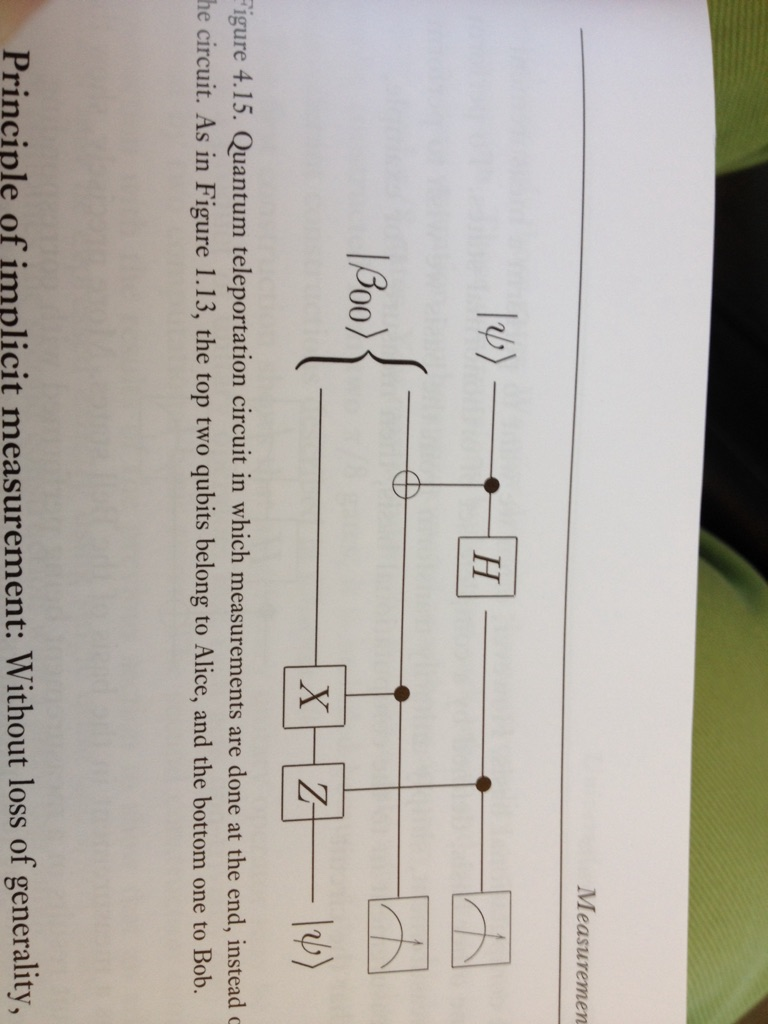 Measuremen
|ψ⟩
H
|β₀₀⟩
X
Z
|ψ⟩
Figure 4.15. Quantum teleportation circuit in which measurements are done at the end, instead
he circuit. As in Figure 1.13, the top two qubits belong to Alice, and the bottom one to Bob.
Principle of implicit measurement: Without loss of generality,